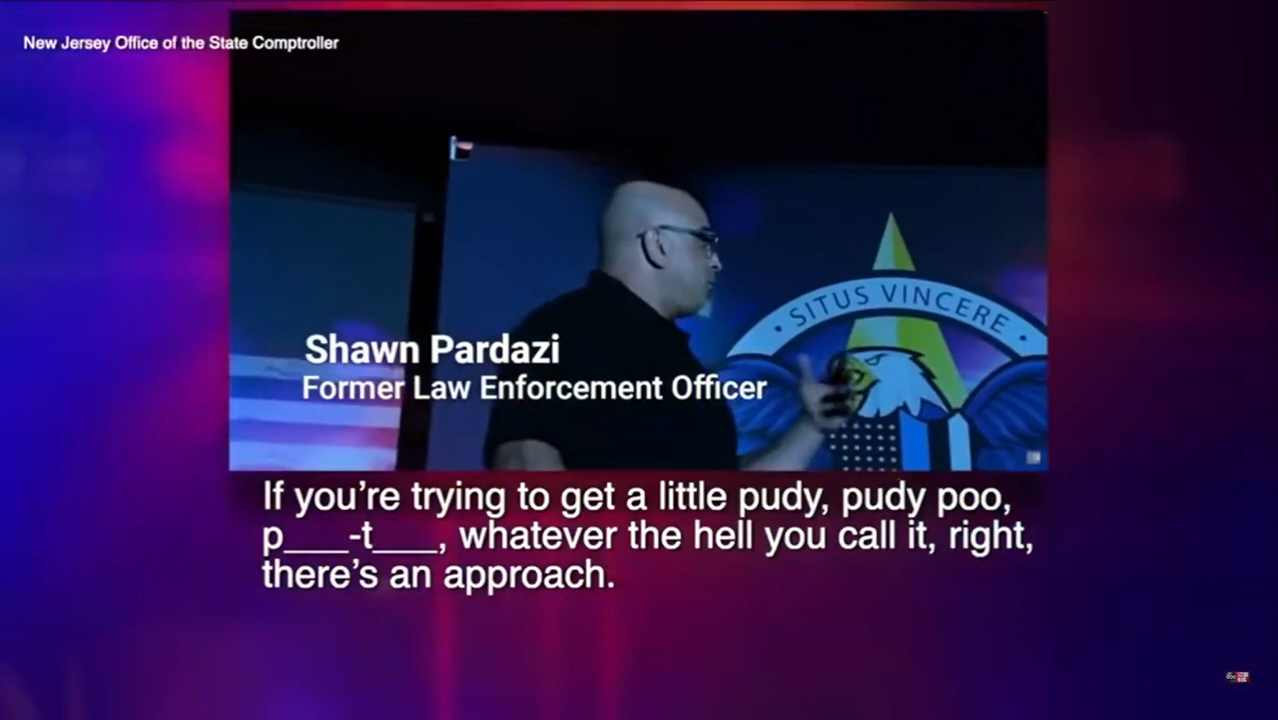 New Jersey Office of the State Comptroller
SITUS VINCERE
Shawn Pardazi
Former Law Enforcement Officer
If you’re trying to get a little pudy, pudy poo,
p___-t___, whatever the hell you call it, right,
there’s an approach.
abc